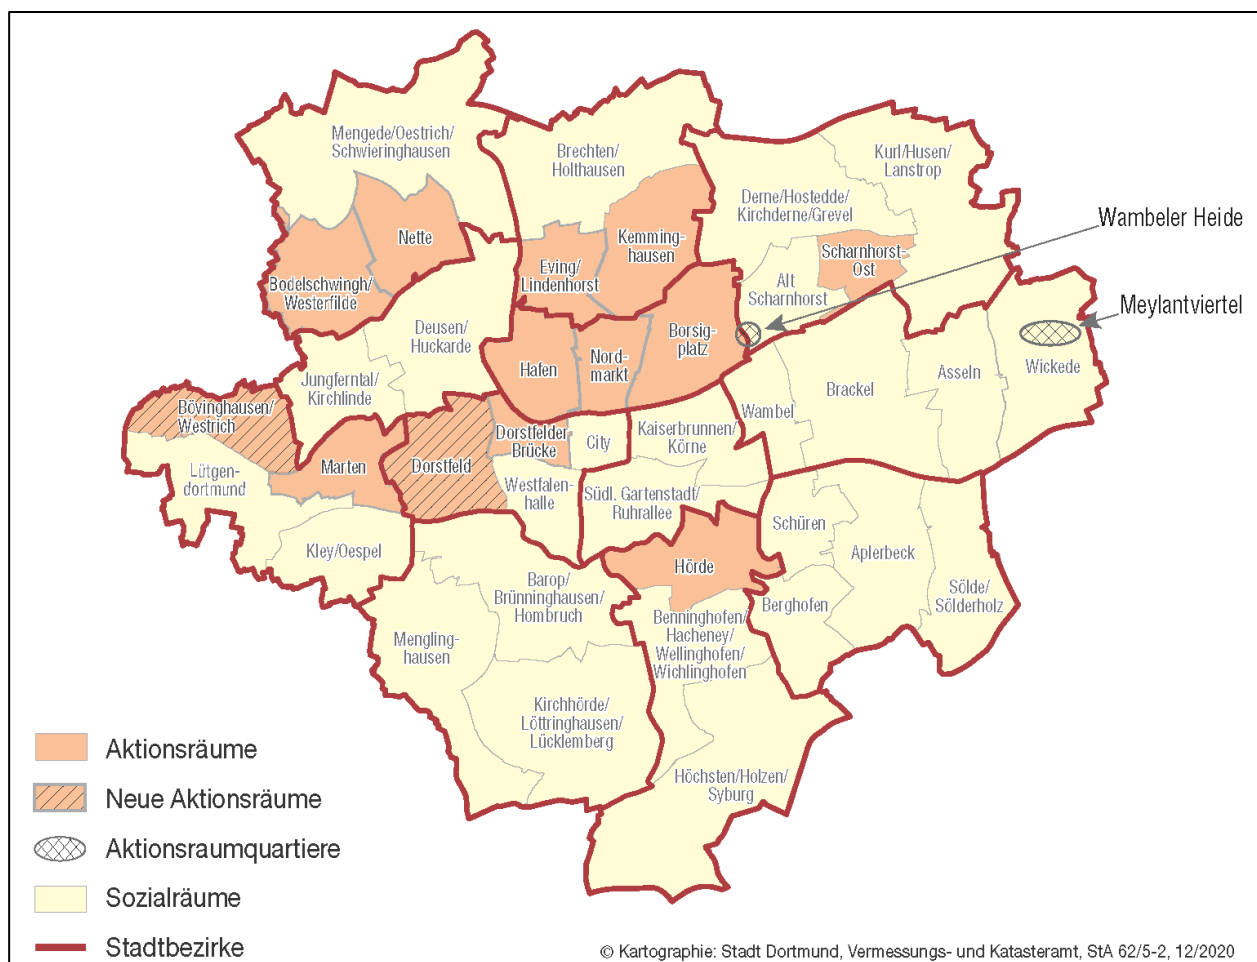 Mengede/Oestrich/
Schwieringhausen
Brechten/
Holthausen
Kurl/Husen/
Lanstrop
Derne/Hostedde/
Kirchderne/Grevel
Wambeler Heide
Nette
Kemming-
hausen
Scharnhorst-
Ost
Eving/
Lindenhorst
Bodelschwingh/
Westerfilde
Alt
Scharnhorst
Meylantviertel
Deusen/
Huckarde
Borsig-
platz
Hafen
Nord-
markt
Wickede
Asseln
Brackel
Jungferntal/
Kirchlinde
Bövinghausen/
Westrich
Wambel
Dorstfelder
Brücke
City
Kaiserbrunnen/
Körne
Lütgen-
dortmund
Marten
Dorstfeld
Westfalen-
halle
Südl. Gartenstadt/
Ruhrallee
Schüren
Kley/Oespel
Aplerbeck
Hörde
Barop/
Brünninghausen/
Hombruch
Sölde/
Sölderholz
Berghofen
Benninghofen/
Hacheney/
Wellinghofen/
Wichlinghofen
Mengling-
hausen
Kirchhörde/
Löttringhausen/
Lücklemberg
Höchsten/Holzen/
Syburg
Aktionsräume
Neue Aktionsräume
Aktionsraumquartiere
Sozialräume
Stadtbezirke
© Kartographie: Stadt Dortmund, Vermessungs- und Katasteramt, StA 62/5-2, 12/2020